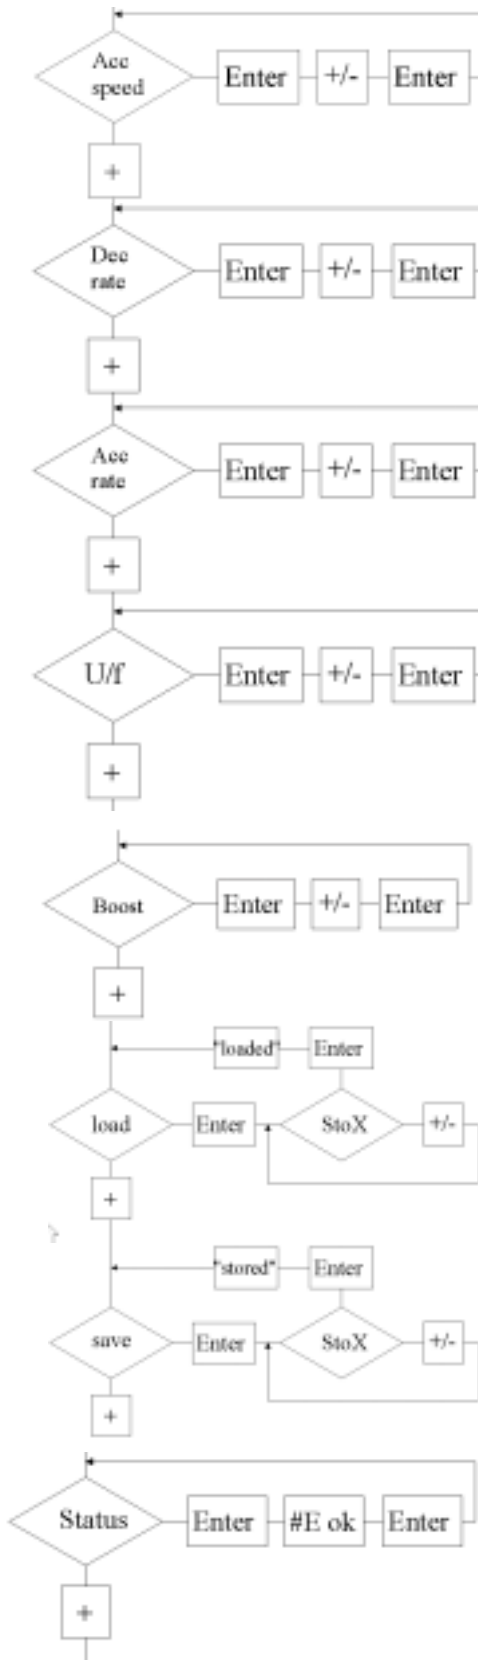 Acc
speed
Enter
+/-
Enter
+
Dec
rate
Enter
+/-
Enter
+
Acc
rate
Enter
+/-
Enter
+
U/f
Enter
+/-
Enter
+
Boost
Enter
+/-
Enter
+
"loaded"
Enter
load
Enter
StoX
+/-
+
"stored"
Enter
save
Enter
StoX
+/-
+
Status
Enter
#E ok
Enter
+